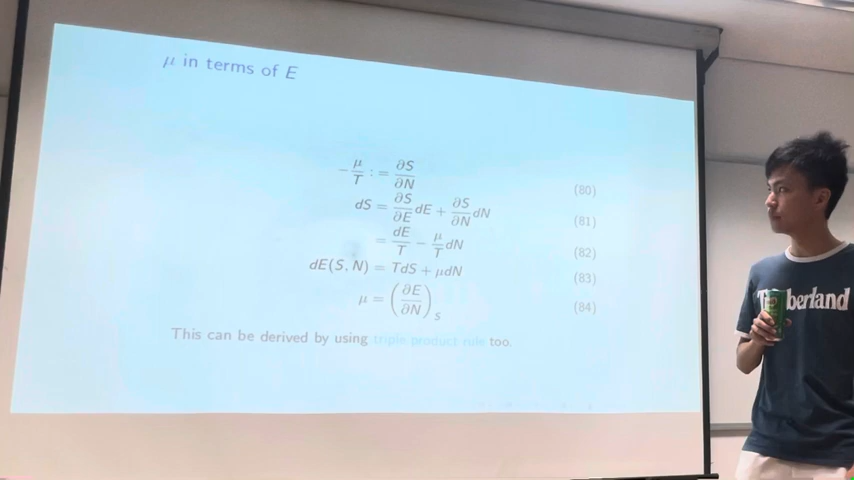 μ in terms of E
−μ/T := ∂S/∂N (80)
dS = ∂S/∂E dE + ∂S/∂N dN (81)
= dE/T − μ/T dN (82)
dE(S, N) = TdS + μdN (83)
μ = (∂E/∂N)_S (84)
This can be derived by using triple product rule too.
Timberland